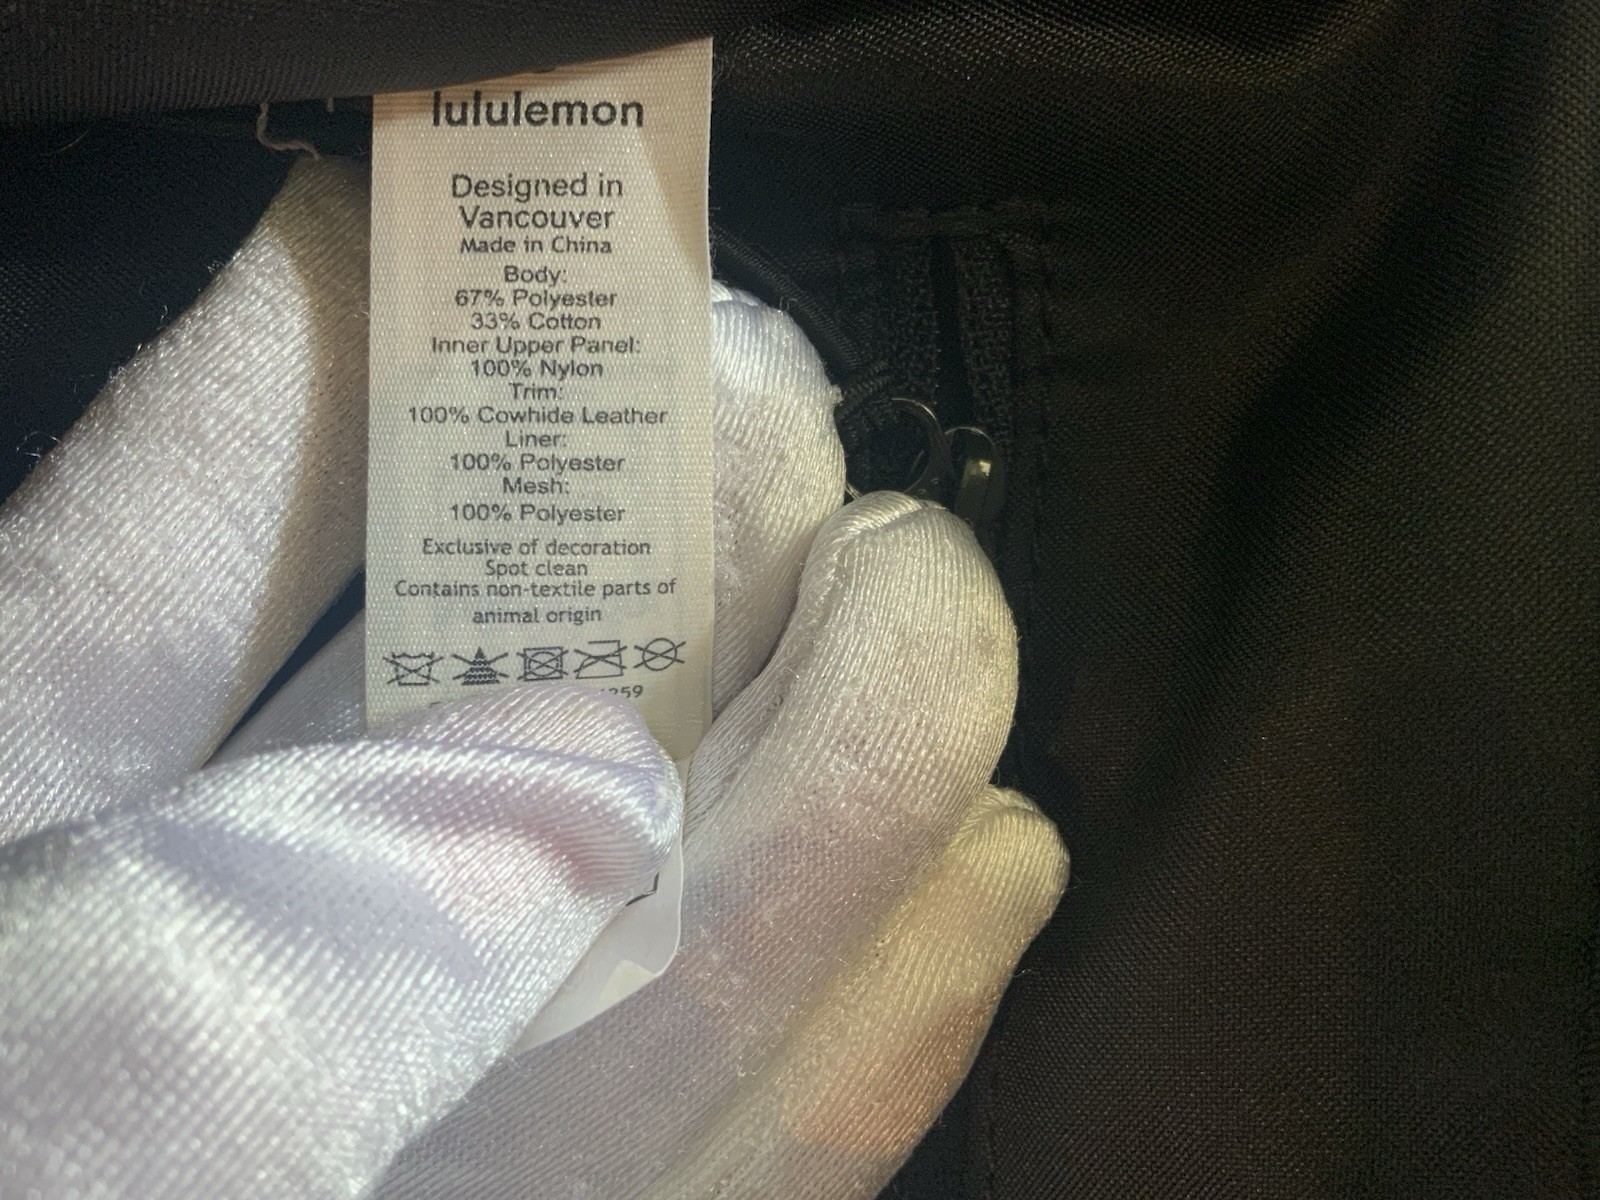 lululemon
Designed in
Vancouver
Made in China
Body:
67% Polyester
33% Cotton
Inner Upper Panel:
100% Nylon
Trim:
100% Cowhide Leather
Liner:
100% Polyester
Mesh:
100% Polyester
Exclusive of decoration
Spot clean
Contains non-textile parts of
animal origin